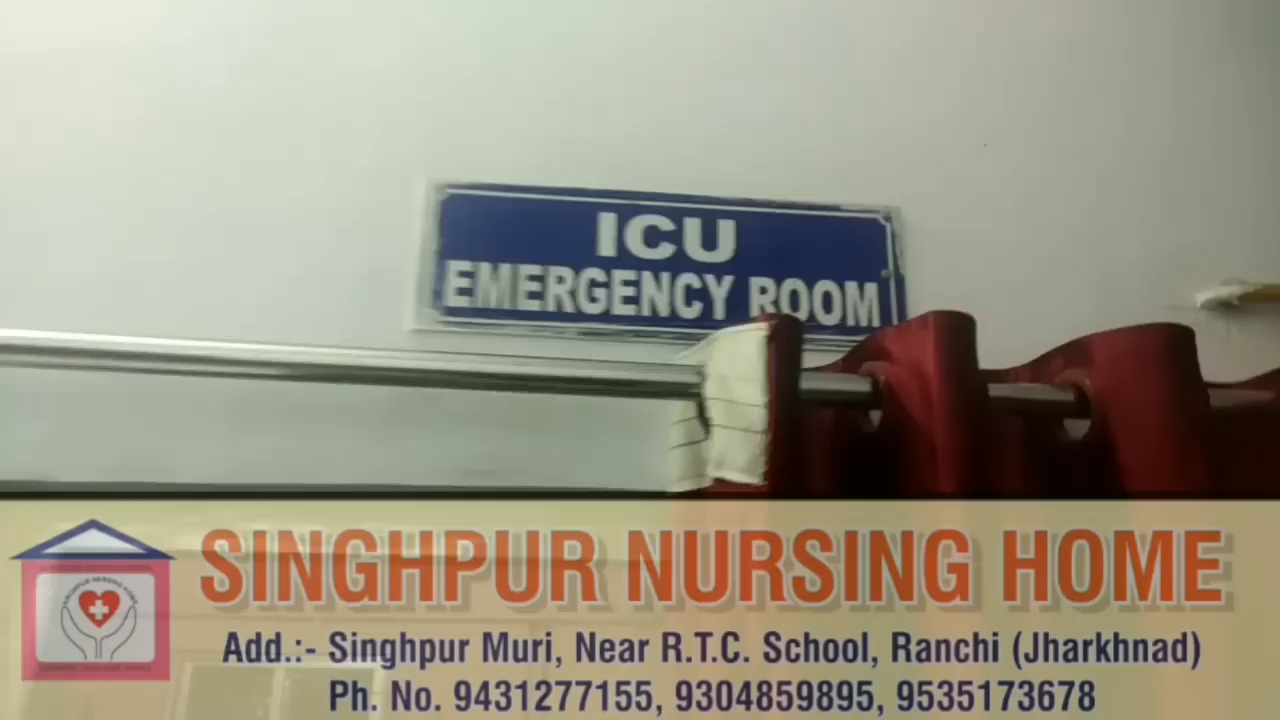 ICU
EMERGENCY ROOM
SINGHPUR NURSING HOME
Add.:- Singhpur Muri, Near R.T.C. School, Ranchi (Jharkhnad)
Ph. No. 9431277155, 9304859895, 9535173678